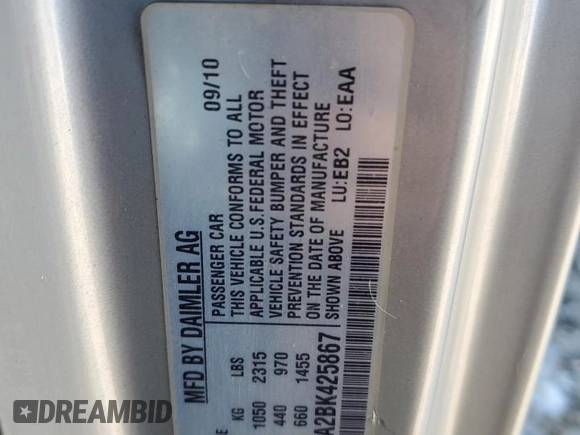 MFD BY DAIMLER AG
PASSENGER CAR 09/10
THIS VEHICLE CONFORMS TO ALL
APPLICABLE U.S.FEDERAL MOTOR
VEHICLE SAFETY BUMPER AND THEFT
PREVENTION STANDARDS IN EFFECT
ON THE DATE OF MANUFACTURE
SHOWN ABOVE LU:EB2 LO:EAA
KG LBS
1050 2315
440 970
660 1455
A2BK425867
DREAMBID